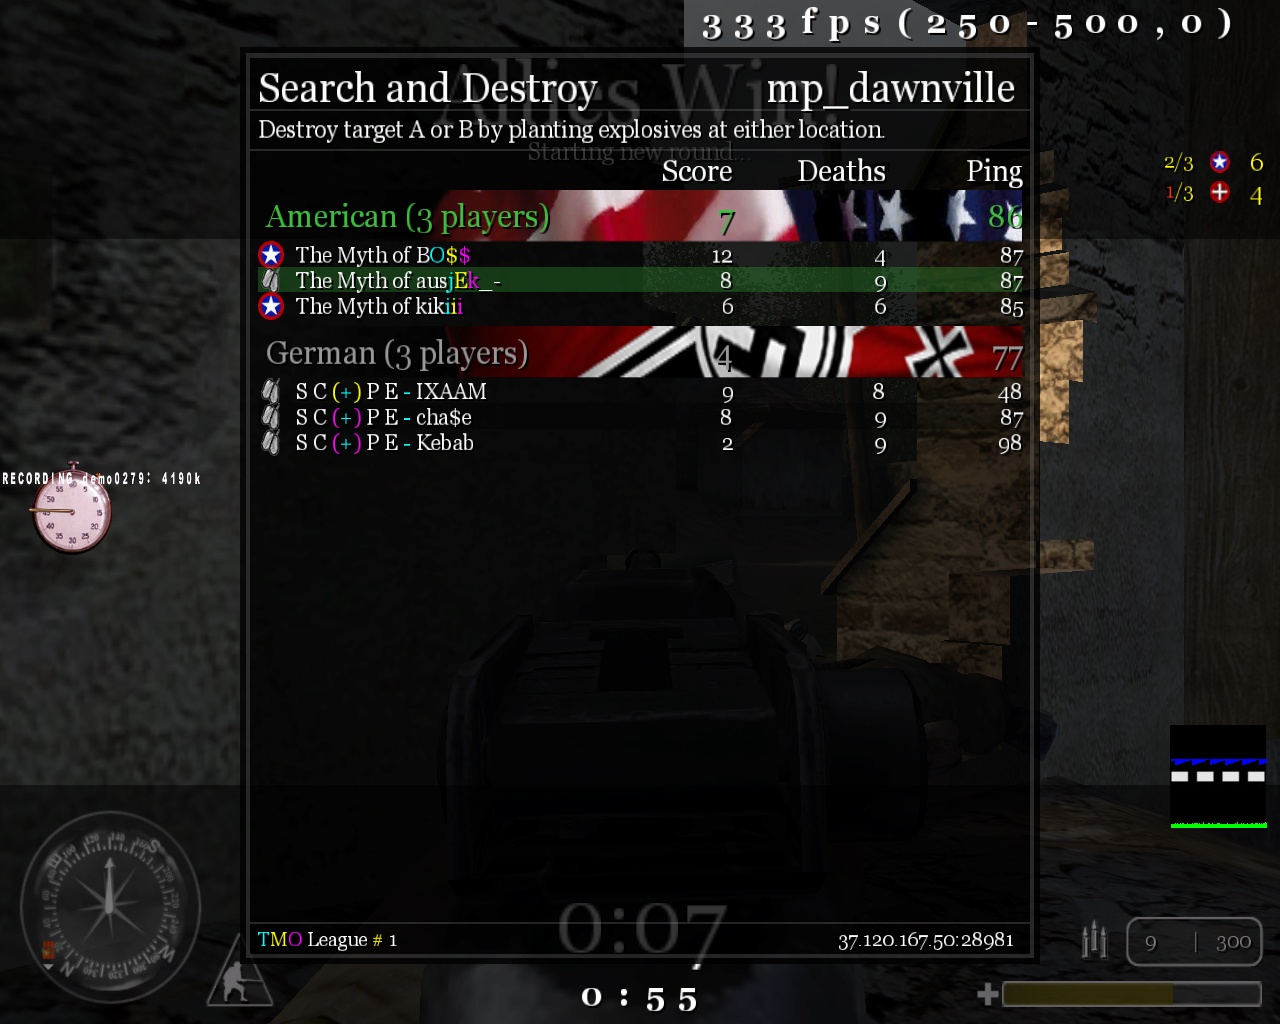 333fps(250-500,0)
Allies Win!
Search and Destroy mp_dawnville
Destroy target A or B by planting explosives at either location.
Starting new round...
Score Deaths Ping
2/3 6
1/3 4
American (3 players) 7 86
The Myth of BO$$ 12 4 87
The Myth of ausjEk_- 8 9 87
The Myth of kikiii 6 6 85
German (3 players) 4 77
S C (+) P E - IXAAM 9 8 48
S C (+) P E - cha$e 8 9 87
S C (+) P E - Kebab 2 9 98
RECORDING demo0279: 4190k
0:07
TMO League # 1 37.120.167.50:28981
9 | 300
0:55